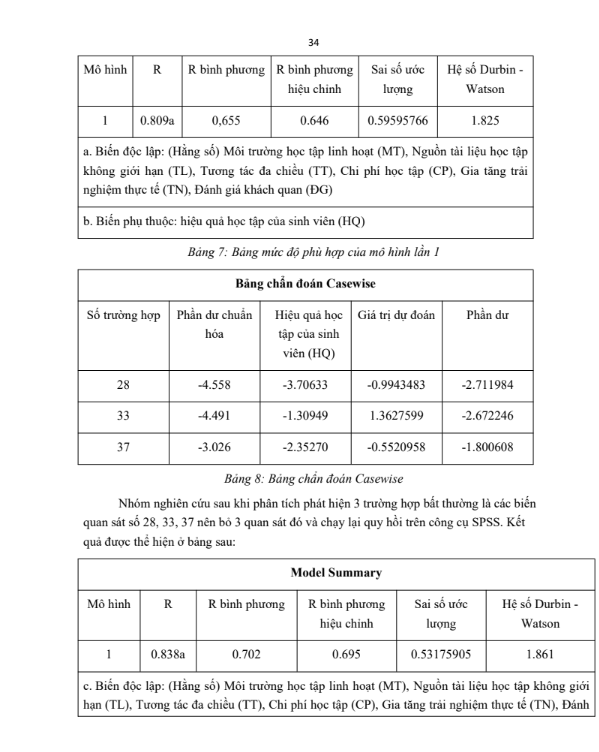 34
Mô hình R R bình phương R bình phương Sai số ước Hệ số Durbin -
hiệu chỉnh lượng Watson
1 0.809a 0,655 0.646 0.59595766 1.825
a. Biến độc lập: (Hằng số) Môi trường học tập linh hoạt (MT), Nguồn tài liệu học tập
không giới hạn (TL), Tương tác đa chiều (TT), Chi phí học tập (CP), Gia tăng trải
nghiệm thực tế (TN), Đánh giá khách quan (ĐG)
b. Biến phụ thuộc: hiệu quả học tập của sinh viên (HQ)
Bảng 7: Bảng mức độ phù hợp của mô hình lần 1
Bảng chẩn đoán Casewise
Số trường hợp Phần dư chuẩn Hiệu quả học Giá trị dự đoán Phần dư
hóa tập của sinh
viên (HQ)
28 -4.558 -3.70633 -0.9943483 -2.711984
33 -4.491 -1.30949 1.3627599 -2.672246
37 -3.026 -2.35270 -0.5520958 -1.800608
Bảng 8: Bảng chẩn đoán Casewise
Nhóm nghiên cứu sau khi phân tích phát hiện 3 trường hợp bất thường là các biến
quan sát số 28, 33, 37 nên bỏ 3 quan sát đó và chạy lại quy hồi trên công cụ SPSS. Kết
quả được thể hiện ở bảng sau:
Model Summary
Mô hình R R bình phương R bình phương Sai số ước Hệ số Durbin -
hiệu chỉnh lượng Watson
1 0.838a 0.702 0.695 0.53175905 1.861
c. Biến độc lập: (Hằng số) Môi trường học tập linh hoạt (MT), Nguồn tài liệu học tập không giới
hạn (TL), Tương tác đa chiều (TT), Chi phí học tập (CP), Gia tăng trải nghiệm thực tế (TN), Đánh